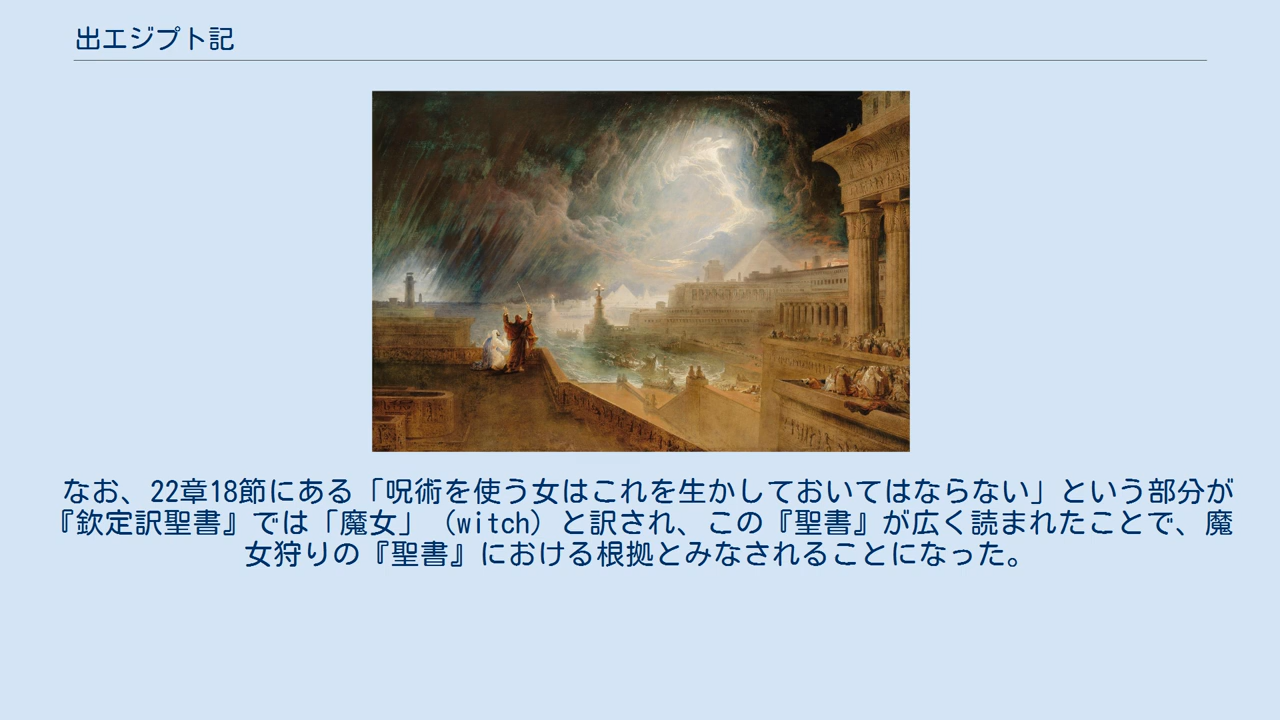 出エジプト記
なお、22章18節にある「呪術を使う女はこれを生かしておいてはならない」という部分が
『欽定訳聖書』では「魔女」（witch）と訳され、この『聖書』が広く読まれたことで、魔
女狩りの『聖書』における根拠とみなされることになった。